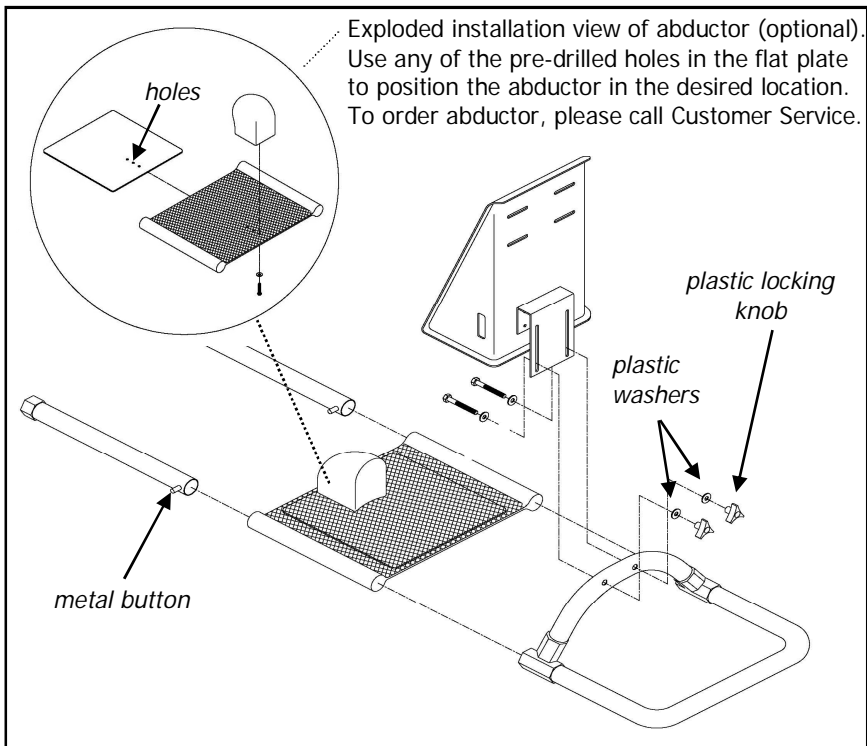 Exploded installation view of abductor (optional).
Use any of the pre-drilled holes in the flat plate
to position the abductor in the desired location.
To order abductor, please call Customer Service.
holes
plastic locking
knob
plastic
washers
metal button